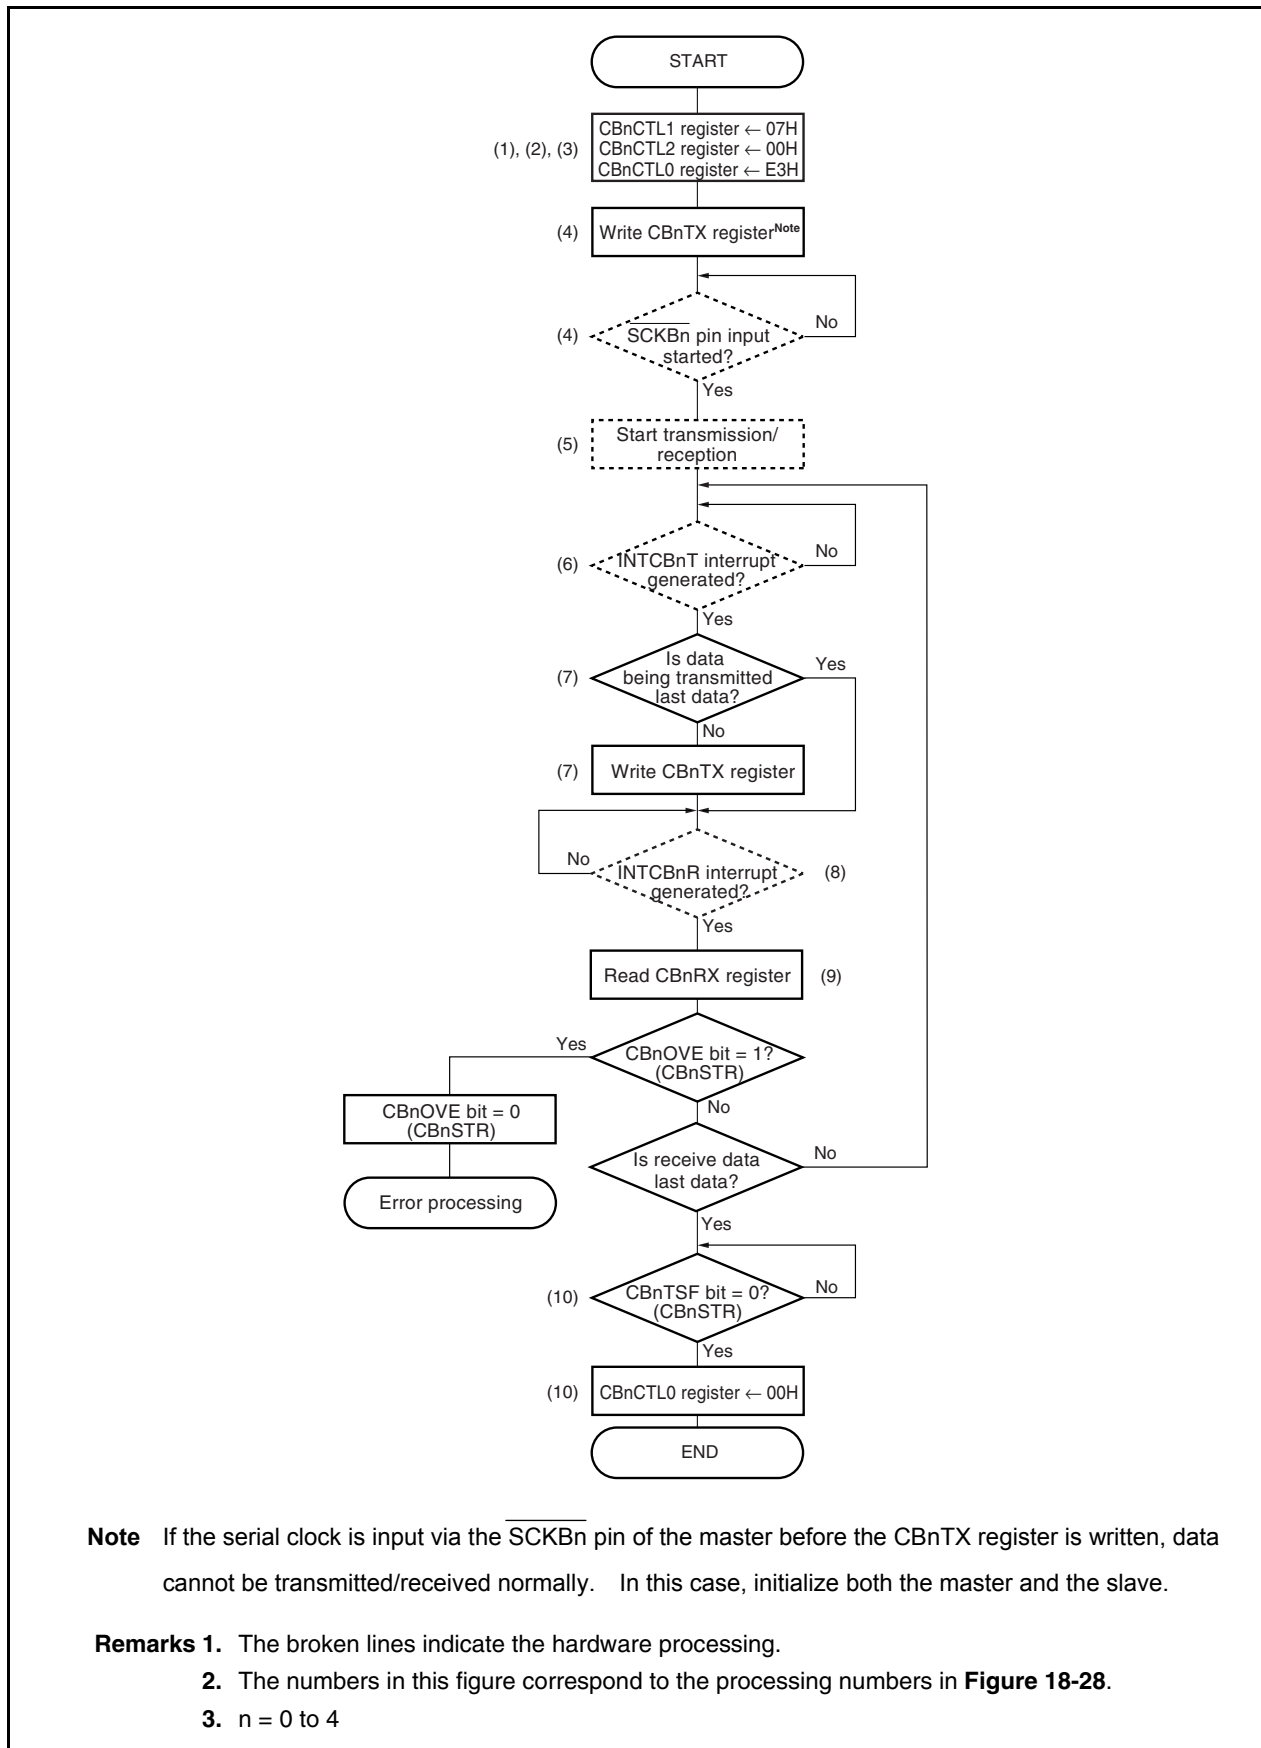 START
(1), (2), (3)
CBnCTL1 register ← 07H
CBnCTL2 register ← 00H
CBnCTL0 register ← E3H
(4)
Write CBnTX register^Note
(4)
SCKBn pin input
started?
No
Yes
(5)
Start transmission/
reception
(6)
INTCBnT interrupt
generated?
No
Yes
(7)
Is data
being transmitted
last data?
Yes
No
(7)
Write CBnTX register
No
INTCBnR interrupt
generated?
(8)
Yes
Read CBnRX register
(9)
Yes
CBnOVE bit = 1?
(CBnSTR)
No
CBnOVE bit = 0
(CBnSTR)
Error processing
Is receive data
last data?
No
Yes
(10)
CBnTSF bit = 0?
(CBnSTR)
No
Yes
(10)
CBnCTL0 register ← 00H
END
Note If the serial clock is input via the SCKBn pin of the master before the CBnTX register is written, data
cannot be transmitted/received normally. In this case, initialize both the master and the slave.
Remarks 1. The broken lines indicate the hardware processing.
2. The numbers in this figure correspond to the processing numbers in Figure 18-28.
3. n = 0 to 4